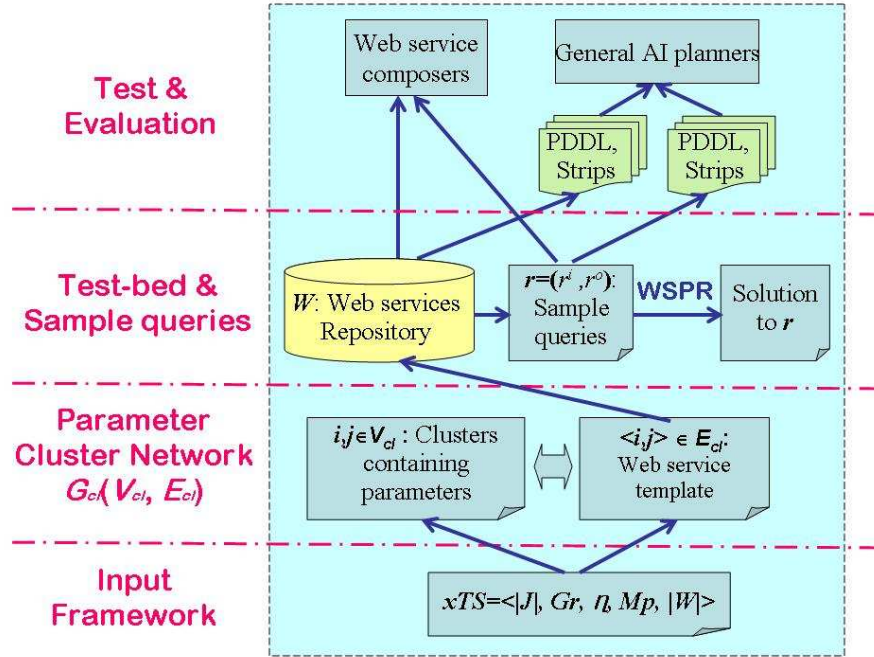 Test &
Evaluation
Web service
composers
General AI planners
PDDL,
Strips
PDDL,
Strips
Test-bed &
Sample queries
W: Web services
Repository
r=(rⁱ ,rᵒ):
Sample
queries
WSPR
Solution
to r
Parameter
Cluster Network
G_cl(V_cl, E_cl)
i,j∈V_cl : Clusters
containing
parameters
<i,j> ∈ E_cl:
Web service
template
Input
Framework
xTS=<|J|, Gr, η, Mp, |W|>